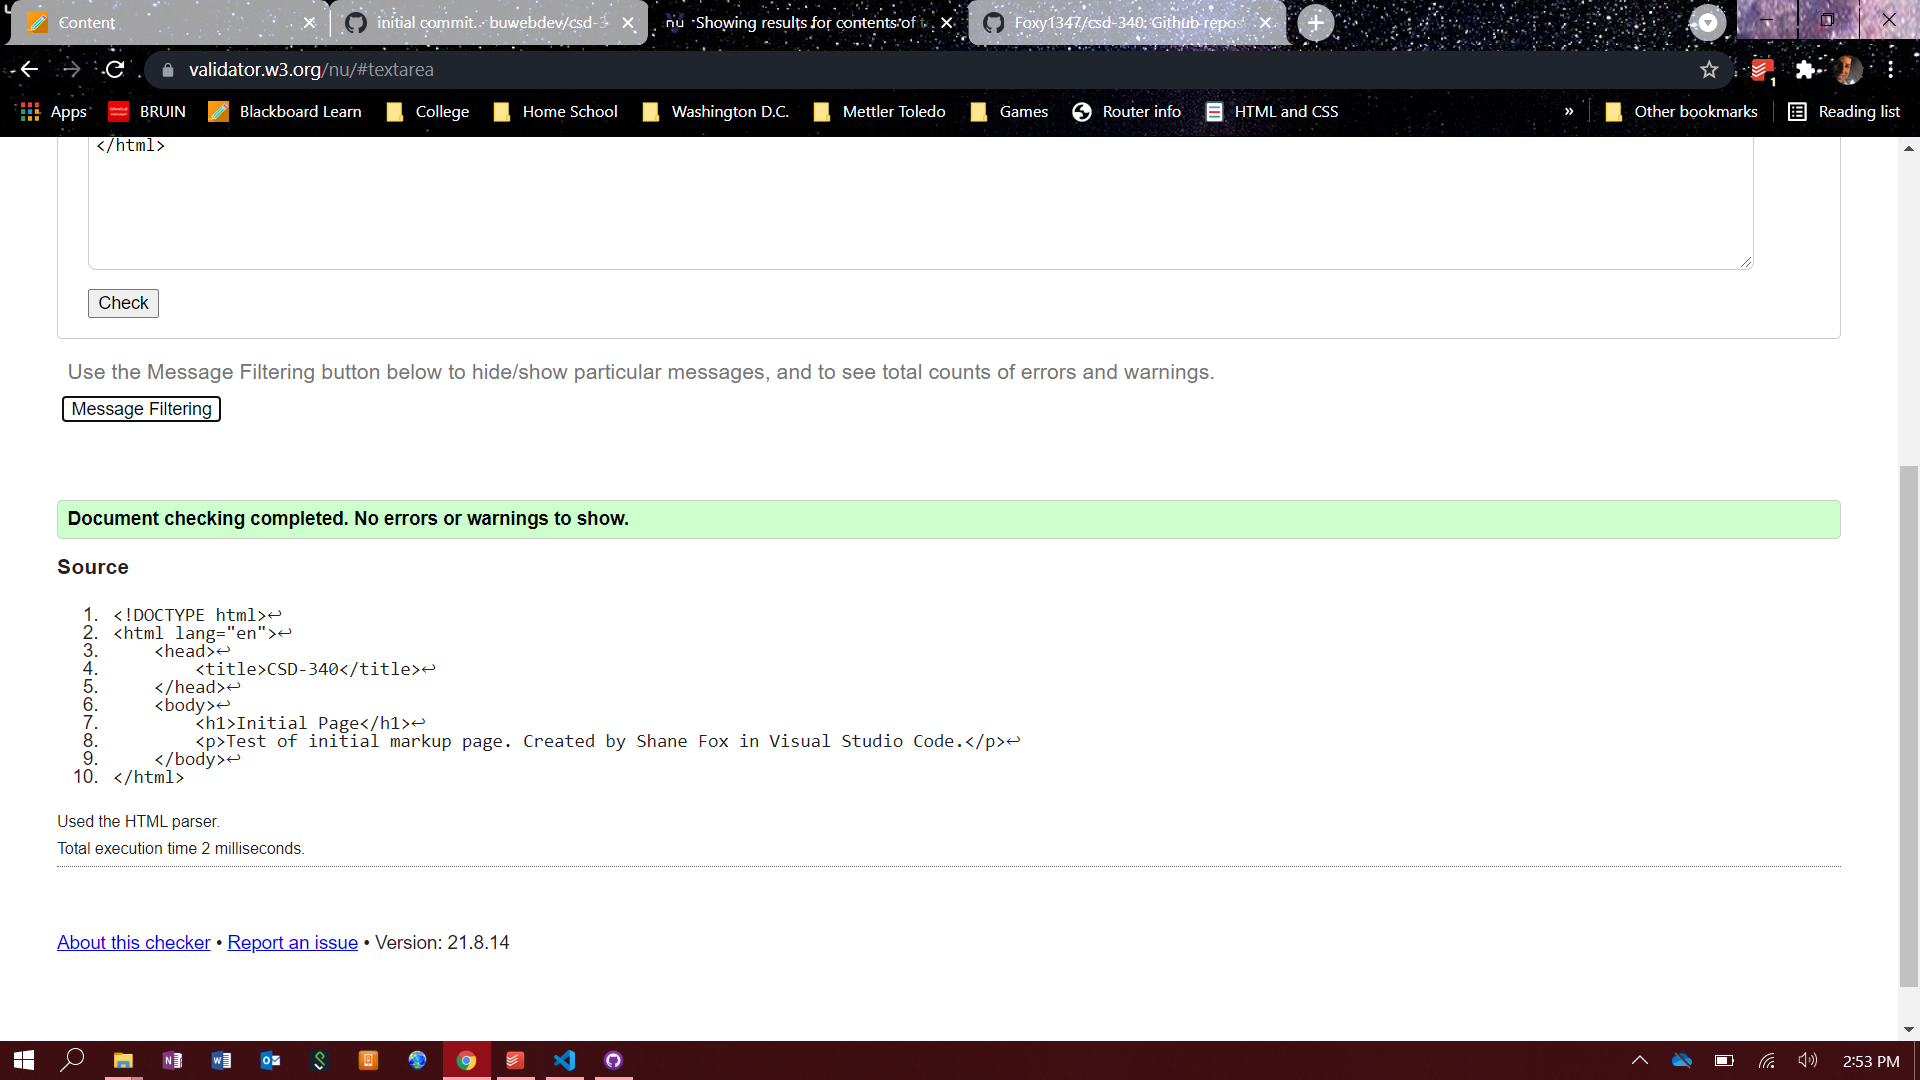 Content
initial commit. · buwebdev/csd-3
Showing results for contents of t
Foxy1347/csd-340: Github repo
validator.w3.org/nu/#textarea
1
Apps
BRUIN
Blackboard Learn
College
Home School
Washington D.C.
Mettler Toledo
Games
Router info
HTML and CSS
»
Other bookmarks
Reading list
</html>
Check
Use the Message Filtering button below to hide/show particular messages, and to see total counts of errors and warnings.
Message Filtering
Document checking completed. No errors or warnings to show.
Source
1. <!DOCTYPE html>↩
2. <html lang="en">↩
3. <head>↩
4. <title>CSD-340</title>↩
5. </head>↩
6. <body>↩
7. <h1>Initial Page</h1>↩
8. <p>Test of initial markup page. Created by Shane Fox in Visual Studio Code.</p>↩
9. </body>↩
10. </html>
Used the HTML parser.
Total execution time 2 milliseconds.
About this checker • Report an issue • Version: 21.8.14
2:53 PM